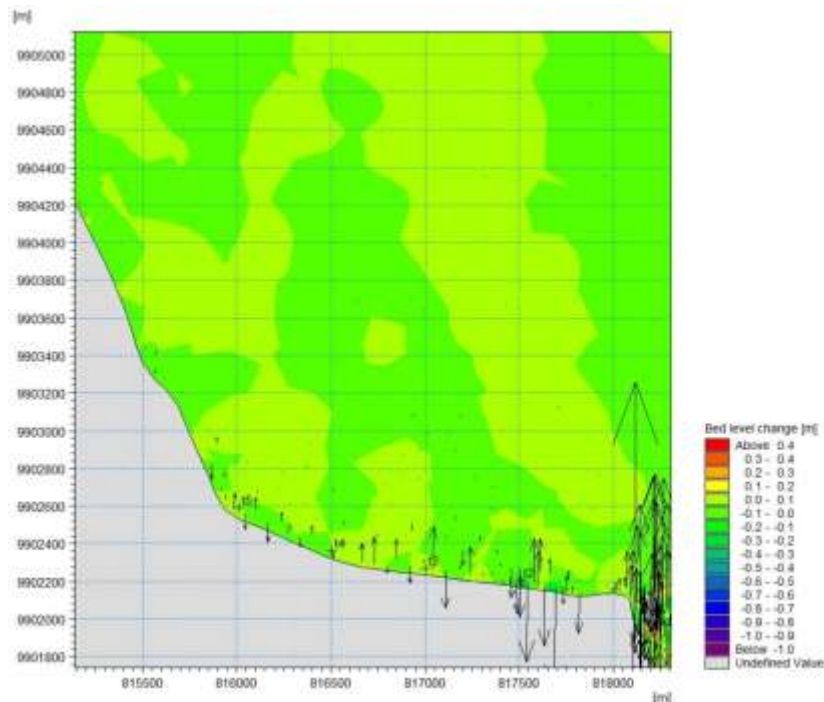 [m]
9905000
9904800
9904600
9904400
9904200
9904000
9903800
9903600
9903400
9903200
9903000
9902800
9902600
9902400
9902200
9902000
9901800
815500 816000 816500 817000 817500 818000
[m]
Bed level change [m]
Above 0.4
0.3 - 0.4
0.2 - 0.3
0.1 - 0.2
0.0 - 0.1
-0.1 - 0.0
-0.2 - -0.1
-0.3 - -0.2
-0.4 - -0.3
-0.5 - -0.4
-0.6 - -0.5
-0.7 - -0.6
-0.8 - -0.7
-0.9 - -0.8
-1.0 - -0.9
Below -1.0
Undefined Value